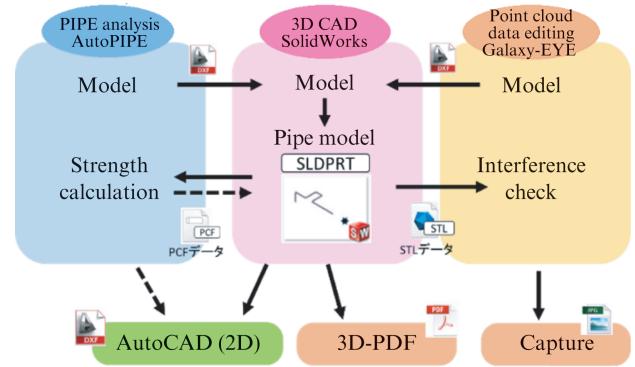 PIPE analysis
AutoPIPE
3D CAD
SolidWorks
Point cloud
data editing
Galaxy-EYE
DXF
DXF
Model
Model
Model
Pipe model
SLDPRT
Strength
calculation
Interference
check
SW
PCF
PCFデータ
STL
STLデータ
DXF
AutoCAD (2D)
PDF
3D-PDF
JPG
Capture